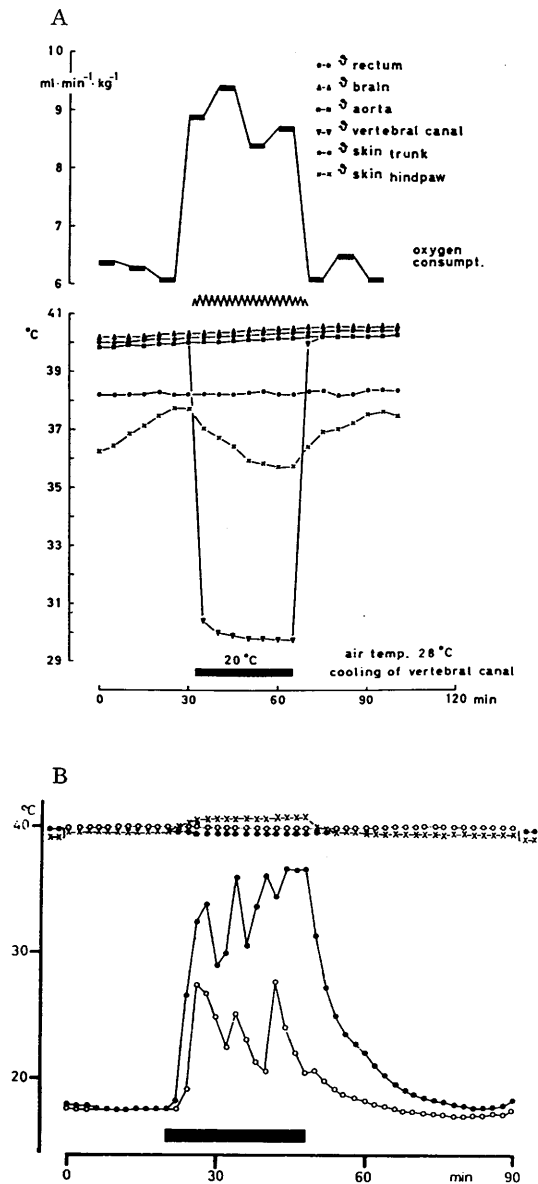 A
10
ml·min⁻¹·kg⁻¹
9
8
7
6
ϑ rectum
ϑ brain
ϑ aorta
ϑ vertebral canal
ϑ skin trunk
ϑ skin hindpaw
oxygen
consumpt.
41
°C
39
37
35
33
31
29
20°C
air temp. 28°C
cooling of vertebral canal
0 30 60 90 120 min
B
°C
40
30
20
0 30 60 min 90